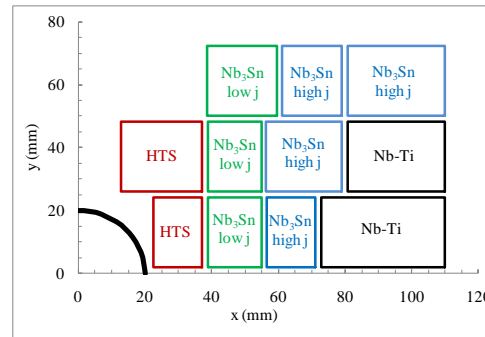 80
60
40
20
0
y (mm)
Nb₃Sn
low j
Nb₃Sn
high j
Nb₃Sn
high j
HTS
Nb₃Sn
low j
Nb₃Sn
high j
Nb-Ti
HTS
Nb₃Sn
low j
Nb₃Sn
high j
Nb-Ti
0 20 40 60 80 100 120
x (mm)